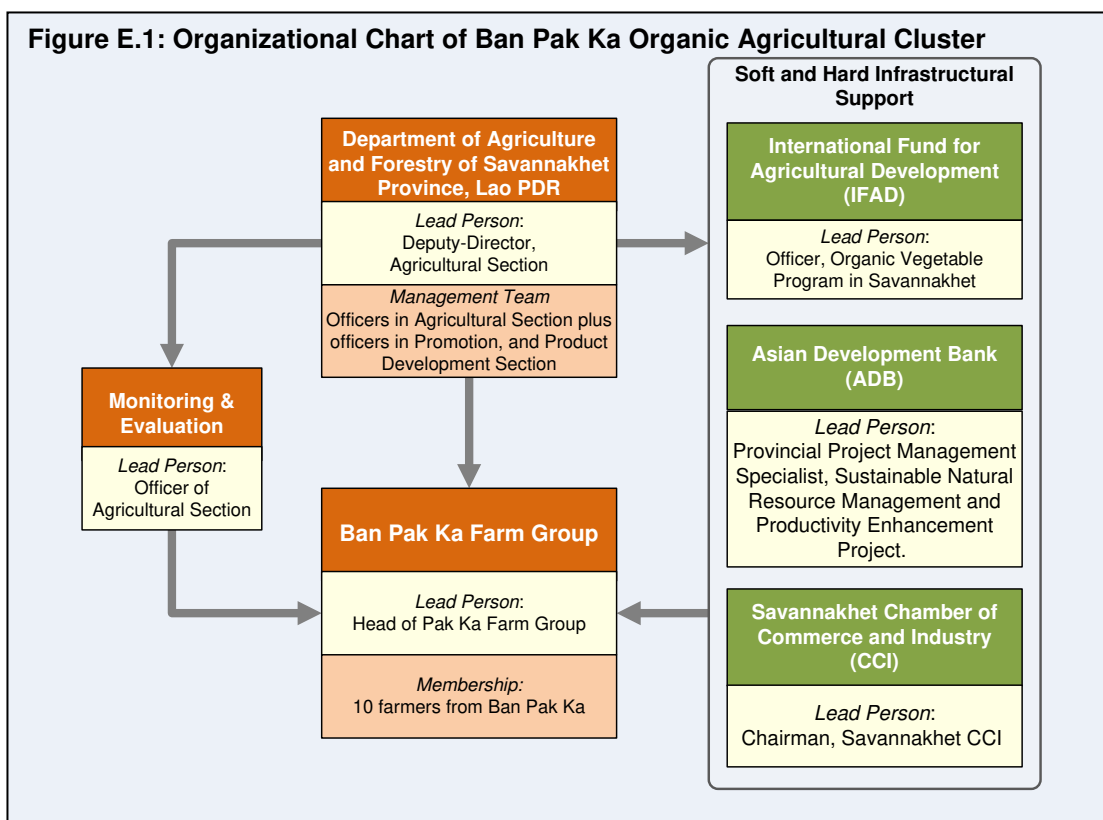 Figure E.1: Organizational Chart of Ban Pak Ka Organic Agricultural Cluster
Soft and Hard Infrastructural
Support
Department of Agriculture
and Forestry of Savannakhet
Province, Lao PDR
Lead Person:
Deputy-Director,
Agricultural Section
Management Team
Officers in Agricultural Section plus
officers in Promotion, and Product
Development Section
International Fund for
Agricultural Development
(IFAD)
Lead Person:
Officer, Organic Vegetable
Program in Savannakhet
Asian Development Bank
(ADB)
Lead Person:
Provincial Project Management
Specialist, Sustainable Natural
Resource Management and
Productivity Enhancement
Project.
Monitoring &
Evaluation
Lead Person:
Officer of
Agricultural Section
Ban Pak Ka Farm Group
Lead Person:
Head of Pak Ka Farm Group
Membership:
10 farmers from Ban Pak Ka
Savannakhet Chamber of
Commerce and Industry
(CCI)
Lead Person:
Chairman, Savannakhet CCI